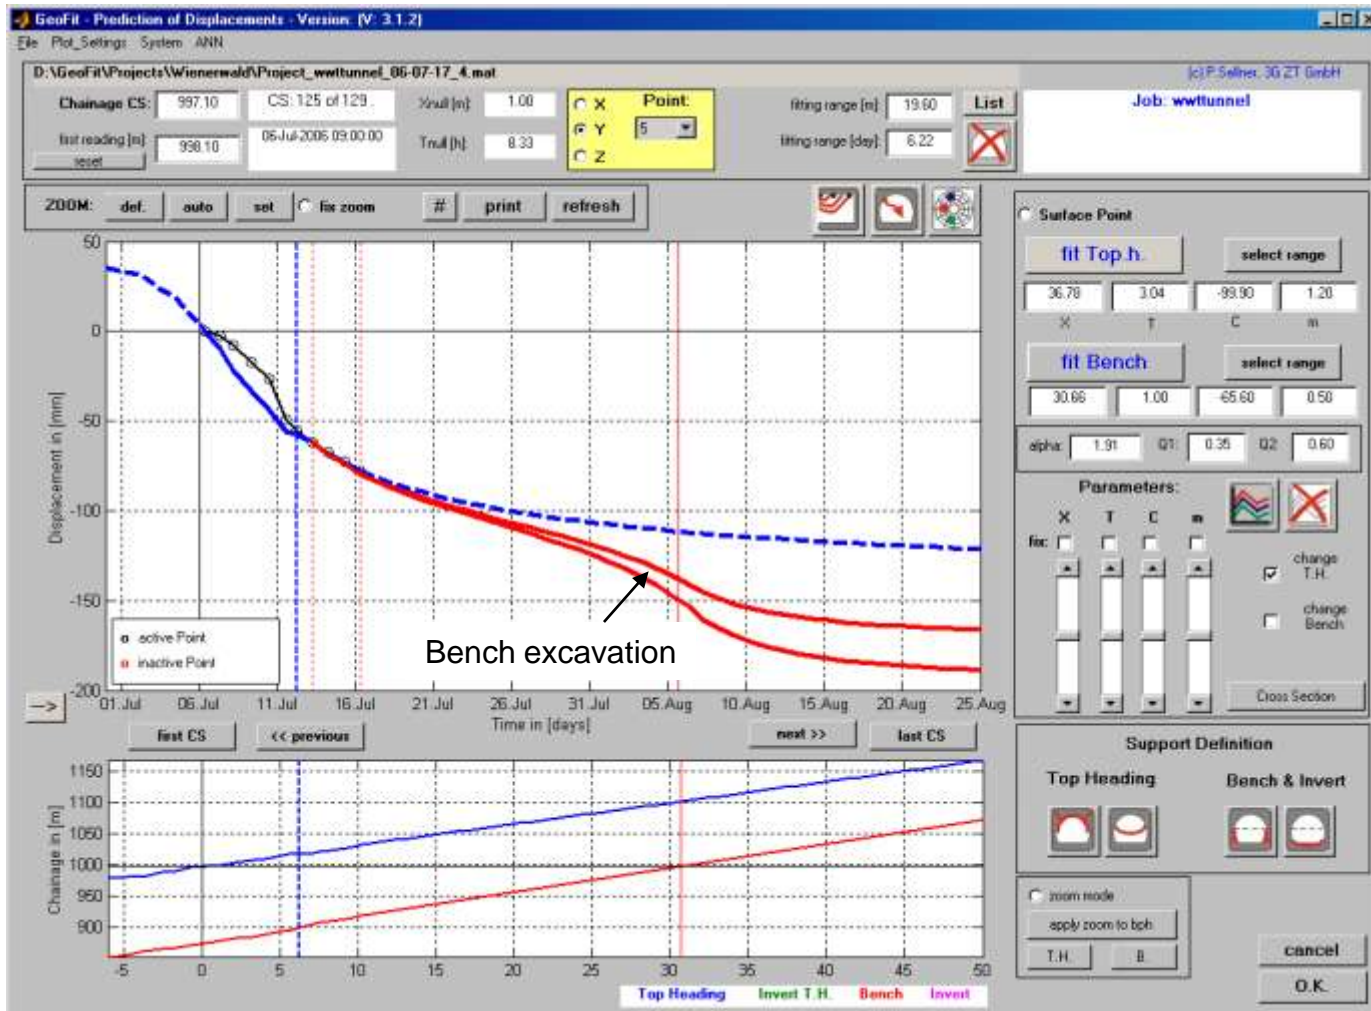 GeoFit - Prediction of Displacements - Version: (V: 3.1.2)
File Plot_Settings System ANN
D:\GeoFit\Projects\Wienerwald\Project_wwttunnel_06-07-17_4.mat
(c) P.Sellner, 3G ZT GmbH
Chainage CS: 997.10 CS: 125 of 129 . Xnull [m]: 1.00 X Point: fitting range [m]: 19.60 List Job: wwttunnel
first reading [m]: 998.10 06-Jul-2006 09:00:00 Tnull [h]: 8.33 Y 5 fitting range [day]: 6.22
reset Z
ZOOM: def. auto set fix zoom # print refresh
Surface Point
fit Top.h. select range
36.78 3.04 -99.90 1.20
X T C m
fit Bench select range
30.66 1.00 -65.60 0.50
alpha: 1.91 Q1: 0.35 Q2: 0.60
Parameters:
X T C m
fix:
change T.H.
change Bench
Cross Section
Displacement in [mm]
50
0
-50
-100
-150
-200
Bench excavation
active Point
inactive Point
01.Jul 06.Jul 11.Jul 16.Jul 21.Jul 26.Jul 31.Jul 05.Aug 10.Aug 15.Aug 20.Aug 25.Aug
Time in [days]
-->
first CS << previous next >> last CS
Support Definition
Top Heading Bench & Invert
Chainage in [m]
1150
1100
1050
1000
950
900
-5 0 5 10 15 20 25 30 35 40 45 50
Top Heading Invert T.H. Bench Invert
zoom mode
apply zoom to bph
T.H. B.
cancel
O.K.